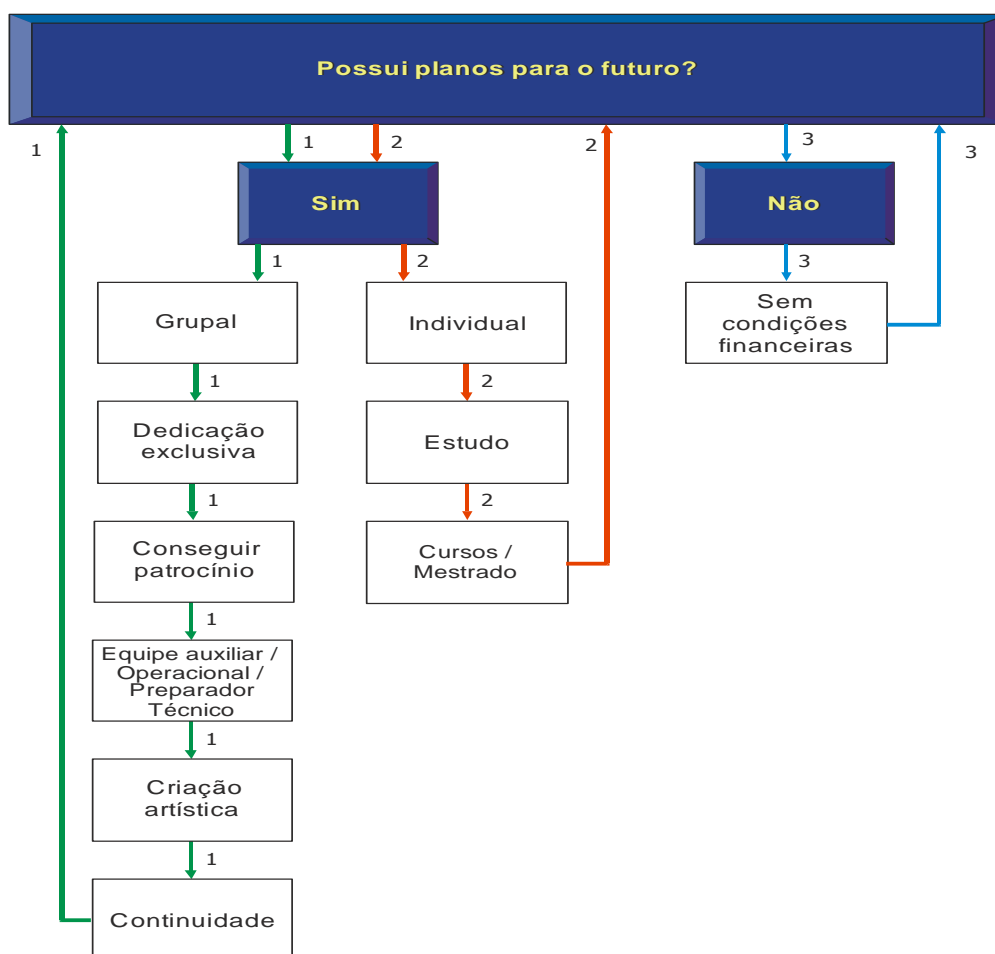 Possui planos para o futuro?
1
1
2
2
3
3
Sim
Não
1
2
3
Grupal
Individual
Sem
condições
financeiras
1
2
Dedicação
exclusiva
Estudo
1
2
Conseguir
patrocínio
Cursos /
Mestrado
1
Equipe auxiliar /
Operacional /
Preparador
Técnico
1
Criação
artística
1
Continuidade